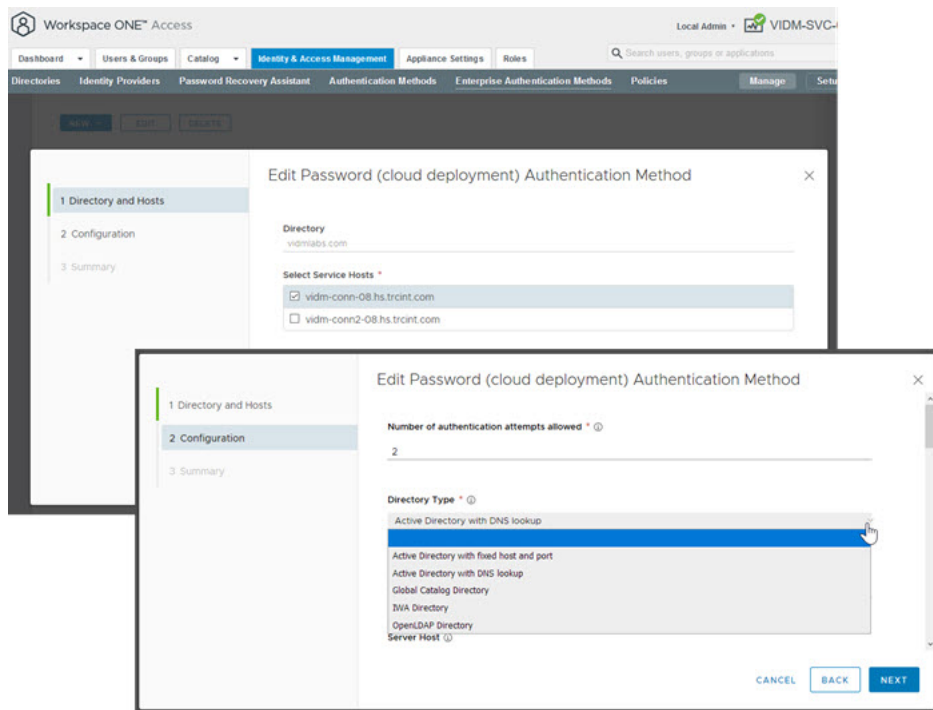 Workspace ONE™ Access
Local Admin
VIDM-SVC-
Dashboard Users & Groups Catalog Identity & Access Management Appliance Settings Roles
Search users, groups or applications
Directories Identity Providers Password Recovery Assistant Authentication Methods Enterprise Authentication Methods Policies Manage Setu
NEW EDIT DELETE
Edit Password (cloud deployment) Authentication Method
1 Directory and Hosts
2 Configuration
3 Summary
Directory
vidmlabs.com
Select Service Hosts *
vidm-conn-08.hs.trcint.com
vidm-conn2-08.hs.trcint.com
Edit Password (cloud deployment) Authentication Method
1 Directory and Hosts
2 Configuration
3 Summary
Number of authentication attempts allowed *
2
Directory Type *
Active Directory with DNS lookup
Active Directory with fixed host and port
Active Directory with DNS lookup
Global Catalog Directory
IWA Directory
OpenLDAP Directory
Server Host
CANCEL BACK NEXT